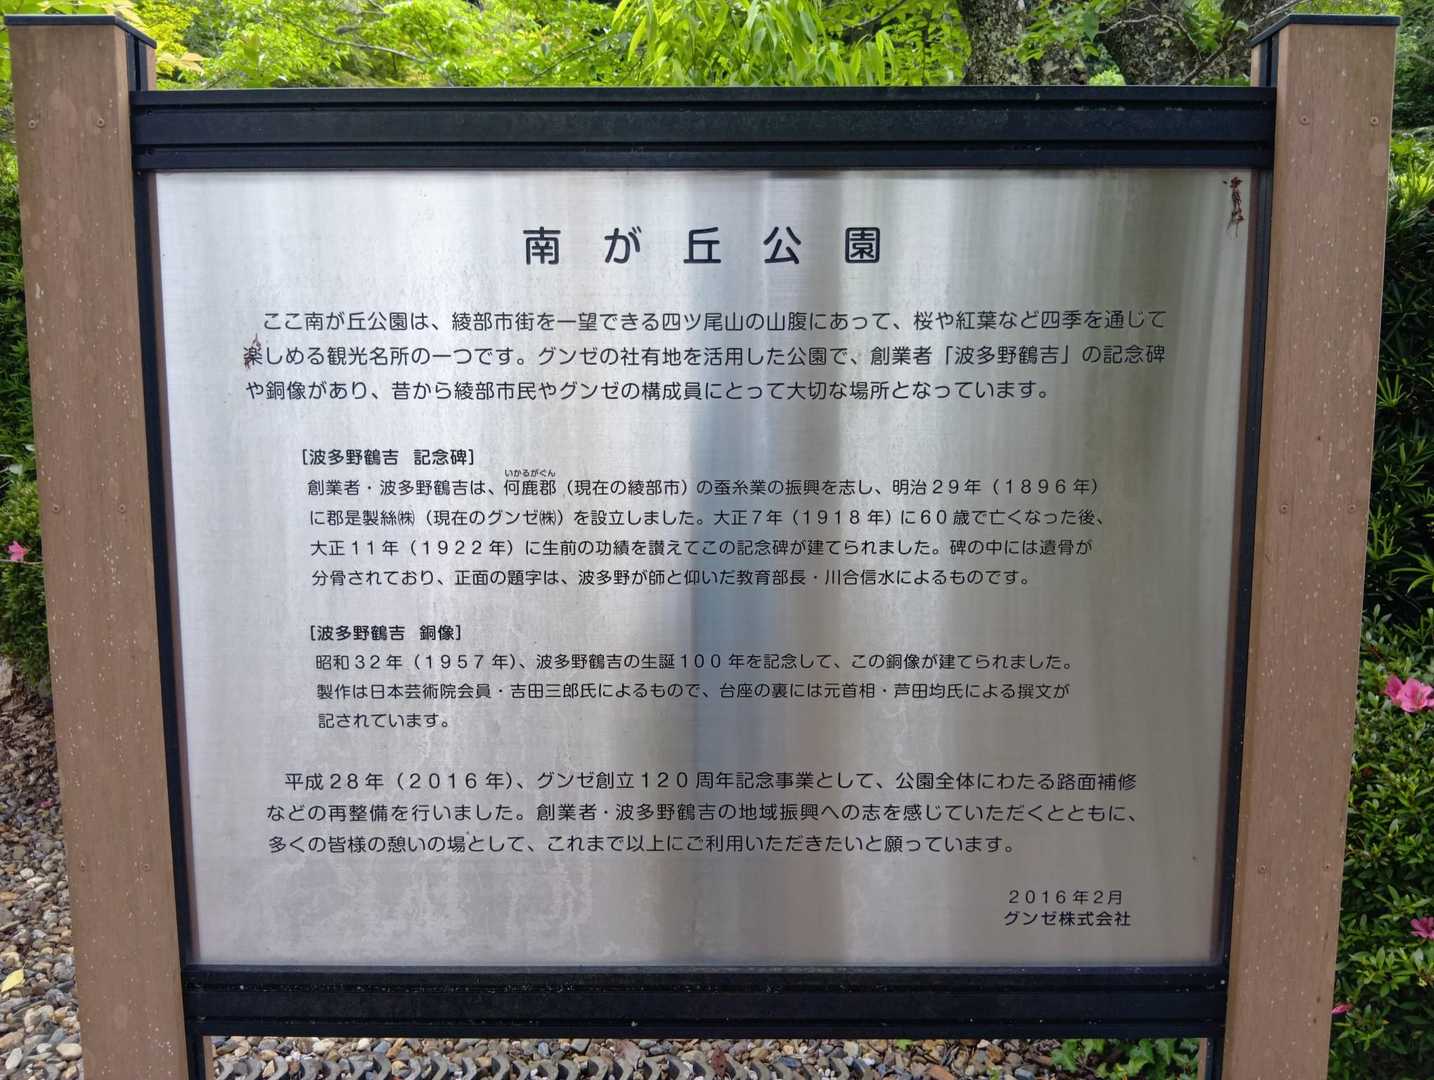 南が丘公園
ここ南が丘公園は、綾部市街を一望できる四ツ尾山の山腹にあって、桜や紅葉など四季を通じて
楽しめる観光名所の一つです。グンゼの社有地を活用した公園で、創業者「波多野鶴吉」の記念碑
や銅像があり、昔から綾部市民やグンゼの構成員にとって大切な場所となっています。
[波多野鶴吉 記念碑]
いかるがぐん
創業者・波多野鶴吉は、何鹿郡（現在の綾部市）の蚕糸業の振興を志し、明治29年（1896年）
に郡是製絲㈱（現在のグンゼ㈱）を設立しました。大正7年（1918年）に60歳で亡くなった後、
大正11年（1922年）に生前の功績を讃えてこの記念碑が建てられました。碑の中には遺骨が
分骨されており、正面の題字は、波多野が師と仰いだ教育部長・川合信水によるものです。
[波多野鶴吉 銅像]
昭和32年（1957年）、波多野鶴吉の生誕100年を記念して、この銅像が建てられました。
製作は日本芸術院会員・吉田三郎氏によるもので、台座の裏には元首相・芦田均氏による撰文が
記されています。
平成28年（2016年）、グンゼ創立120周年記念事業として、公園全体にわたる路面補修
などの再整備を行いました。創業者・波多野鶴吉の地域振興への志を感じていただくとともに、
多くの皆様の憩いの場として、これまで以上にご利用いただきたいと願っています。
2016年2月
グンゼ株式会社